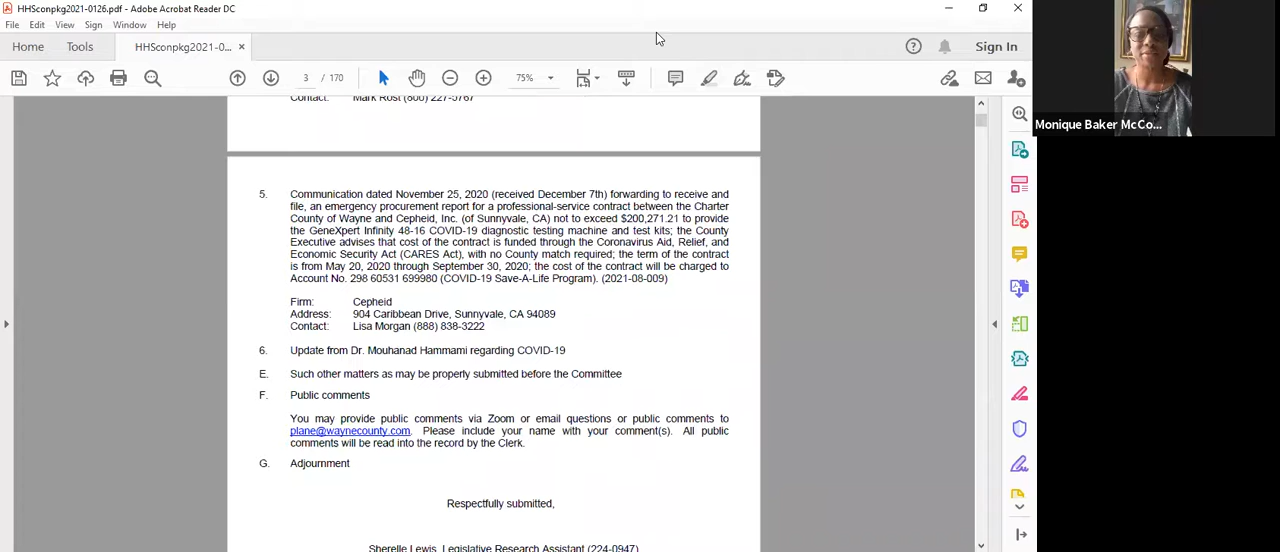 HHSconpkg2021-0126.pdf - Adobe Acrobat Reader DC
File Edit View Sign Window Help
Home Tools HHSconpkg2021-0... × Sign In
3 / 170 75%
Contact: Mark Rost (800) 227-5767
5. Communication dated November 25, 2020 (received December 7th) forwarding to receive and
file, an emergency procurement report for a professional-service contract between the Charter
County of Wayne and Cepheid, Inc. (of Sunnyvale, CA) not to exceed $200,271.21 to provide
the GeneXpert Infinity 48-16 COVID-19 diagnostic testing machine and test kits; the County
Executive advises that cost of the contract is funded through the Coronavirus Aid, Relief, and
Economic Security Act (CARES Act), with no County match required; the term of the contract
is from May 20, 2020 through September 30, 2020; the cost of the contract will be charged to
Account No. 298 60531 699980 (COVID-19 Save-A-Life Program). (2021-08-009)
Firm: Cepheid
Address: 904 Caribbean Drive, Sunnyvale, CA 94089
Contact: Lisa Morgan (888) 838-3222
6. Update from Dr. Mouhanad Hammami regarding COVID-19
E. Such other matters as may be properly submitted before the Committee
F. Public comments
You may provide public comments via Zoom or email questions or public comments to
plane@waynecounty.com. Please include your name with your comment(s). All public
comments will be read into the record by the Clerk.
G. Adjournment
Respectfully submitted,
Sherelle Lewis, Legislative Research Assistant (224-0947)
Monique Baker McCo...